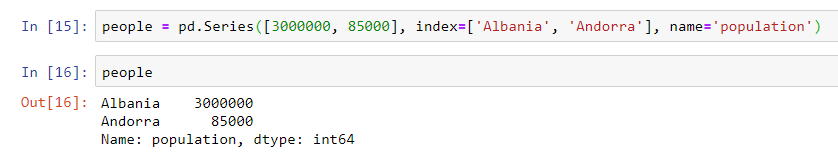 In [15]: people = pd.Series([3000000, 85000], index=['Albania', 'Andorra'], name='population')
In [16]: people
Out[16]: Albania    3000000
Andorra      85000
Name: population, dtype: int64